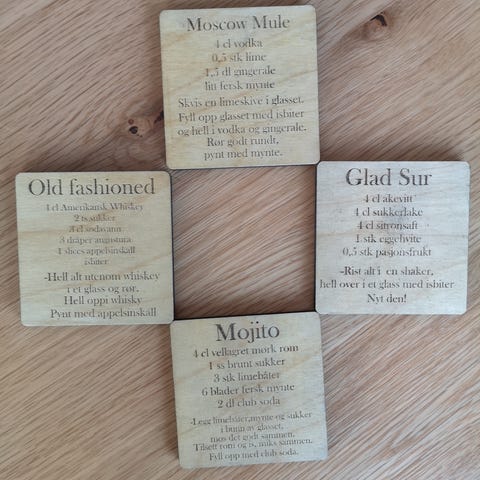 Moscow Mule
4 cl vodka
0,5 stk lime
1,5 dl gingerale
litt fersk mynte
Skvis en limeskive i glasset.
Fyll opp glasset med isbiter
og hell i vodka og gingerale.
Rør godt rundt,
pynt med mynte.
Old fashioned
4 cl Amerikansk Whiskey
2 ts sukker
3 cl sodavann
3 dråper angustura
1 slices appelsinskall
isbiter
-Hell alt utenom whiskey
i et glass og rør.
Hell oppi whisky
Pynt med appelsinskall
Glad Sur
4 cl akevitt
4 cl sukkerlake
4 cl sitronsaft
1 stk eggehvite
0,5 stk pasjonsfrukt
-Rist alt i en shaker,
hell over i et glass med isbiter
Nyt den!
Mojito
4 cl vellagret mørk rom
1 ss brunt sukker
3 stk limebåter
6 blader fersk mynte
2 dl club soda
-Legg limebåter,mynte og sukker
i bunn av glasset,
mos det godt sammen.
Tilsett rom og is, miks sammen.
Fyll opp med club soda.